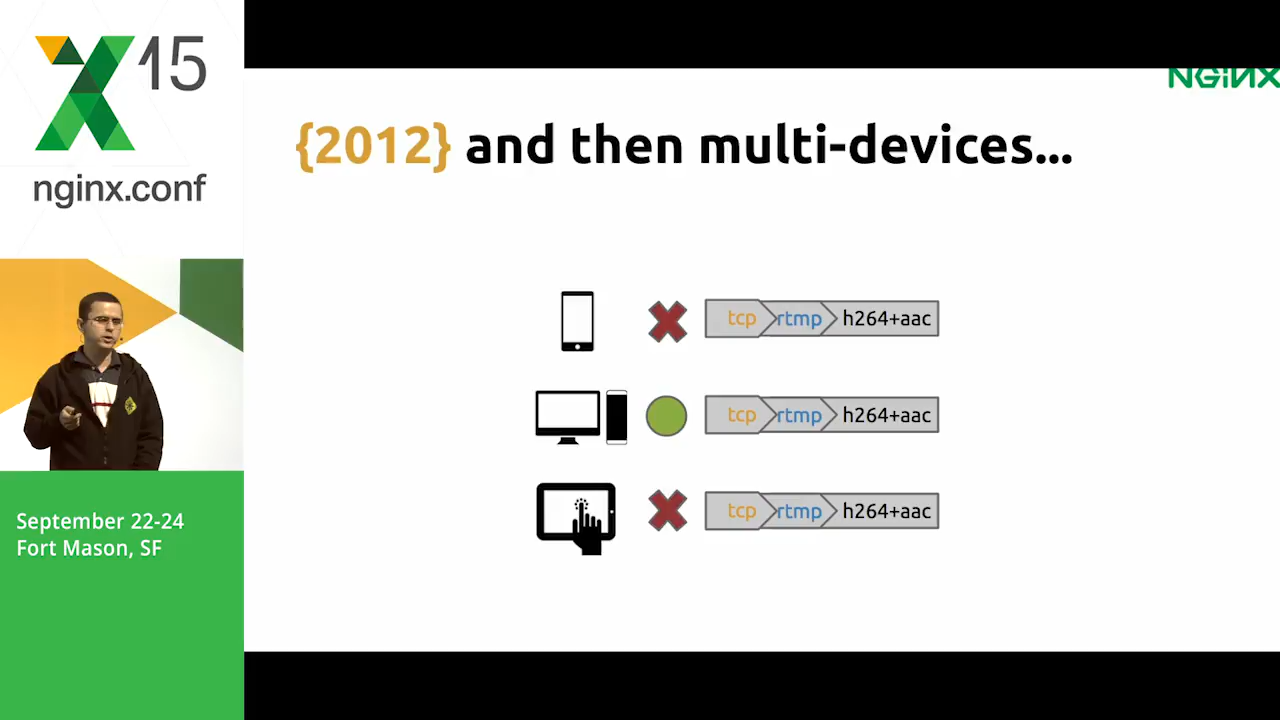 15
nginx.conf
September 22-24
Fort Mason, SF
NGINX
{2012} and then multi-devices...
tcp rtmp h264+aac
tcp rtmp h264+aac
tcp rtmp h264+aac